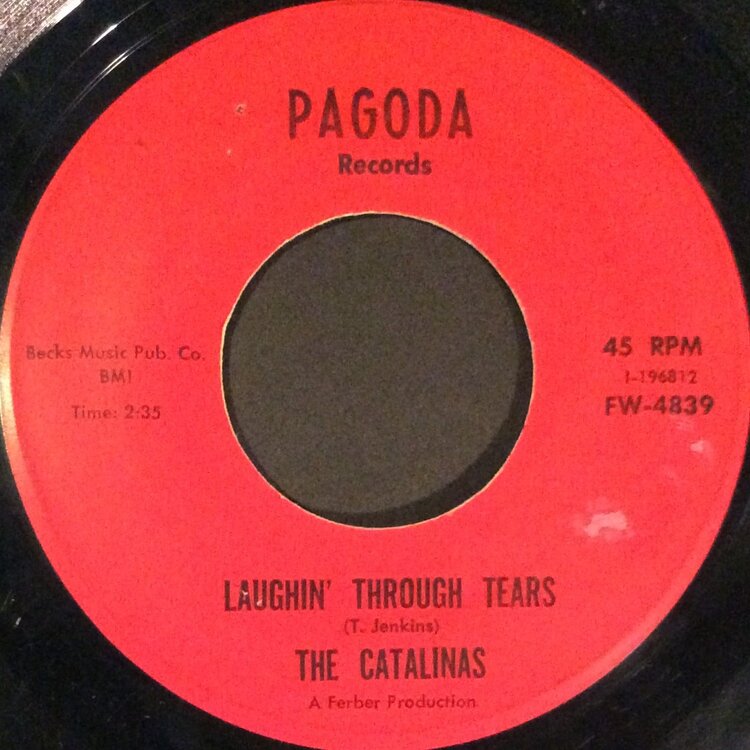 PAGODA
Records
Becks Music Pub. Co.
BMI
Time: 2:35
45 RPM
1-196812
FW-4839
LAUGHIN' THROUGH TEARS
(T. Jenkins)
THE CATALINAS
A Ferber Production